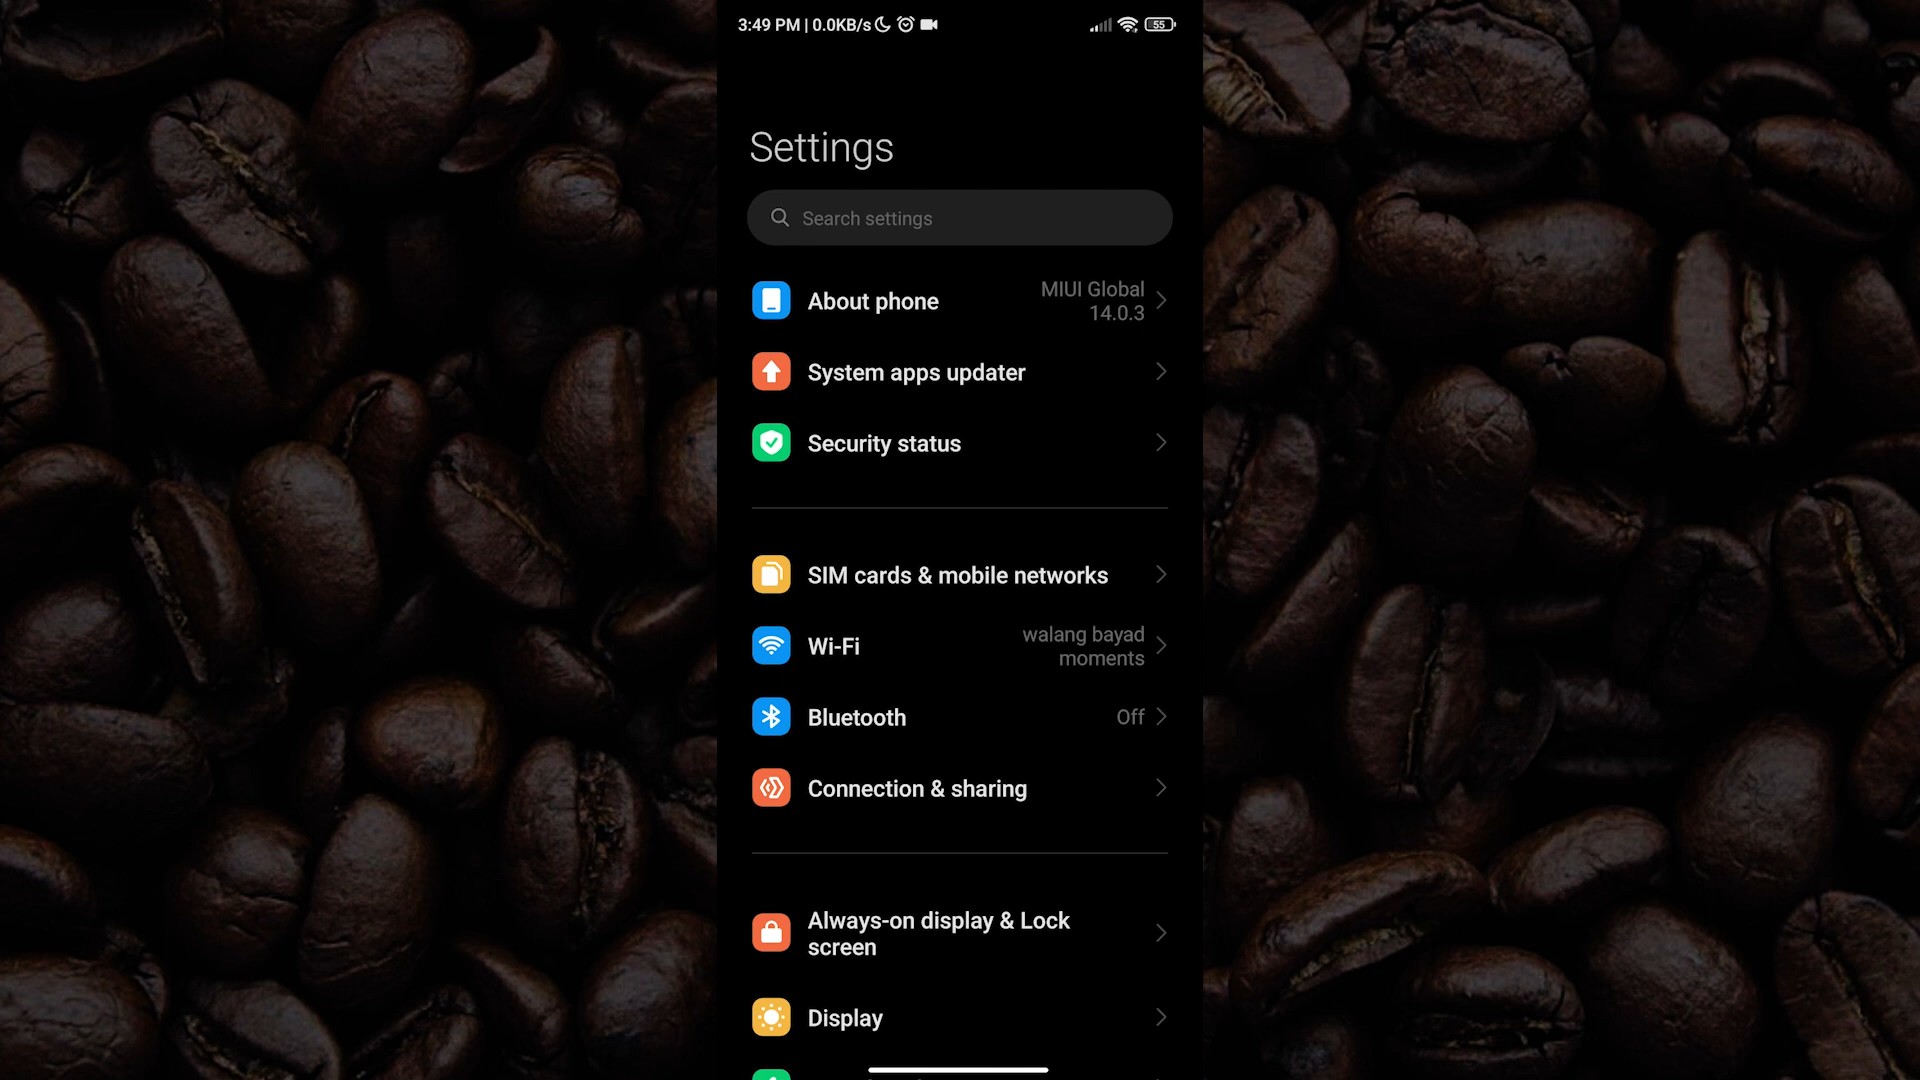 3:49 PM | 0.0KB/s
55
Settings
Search settings
About phone
MIUI Global
14.0.3
System apps updater
Security status
SIM cards & mobile networks
Wi-Fi
walang bayad
moments
Bluetooth
Off
Connection & sharing
Always-on display & Lock
screen
Display